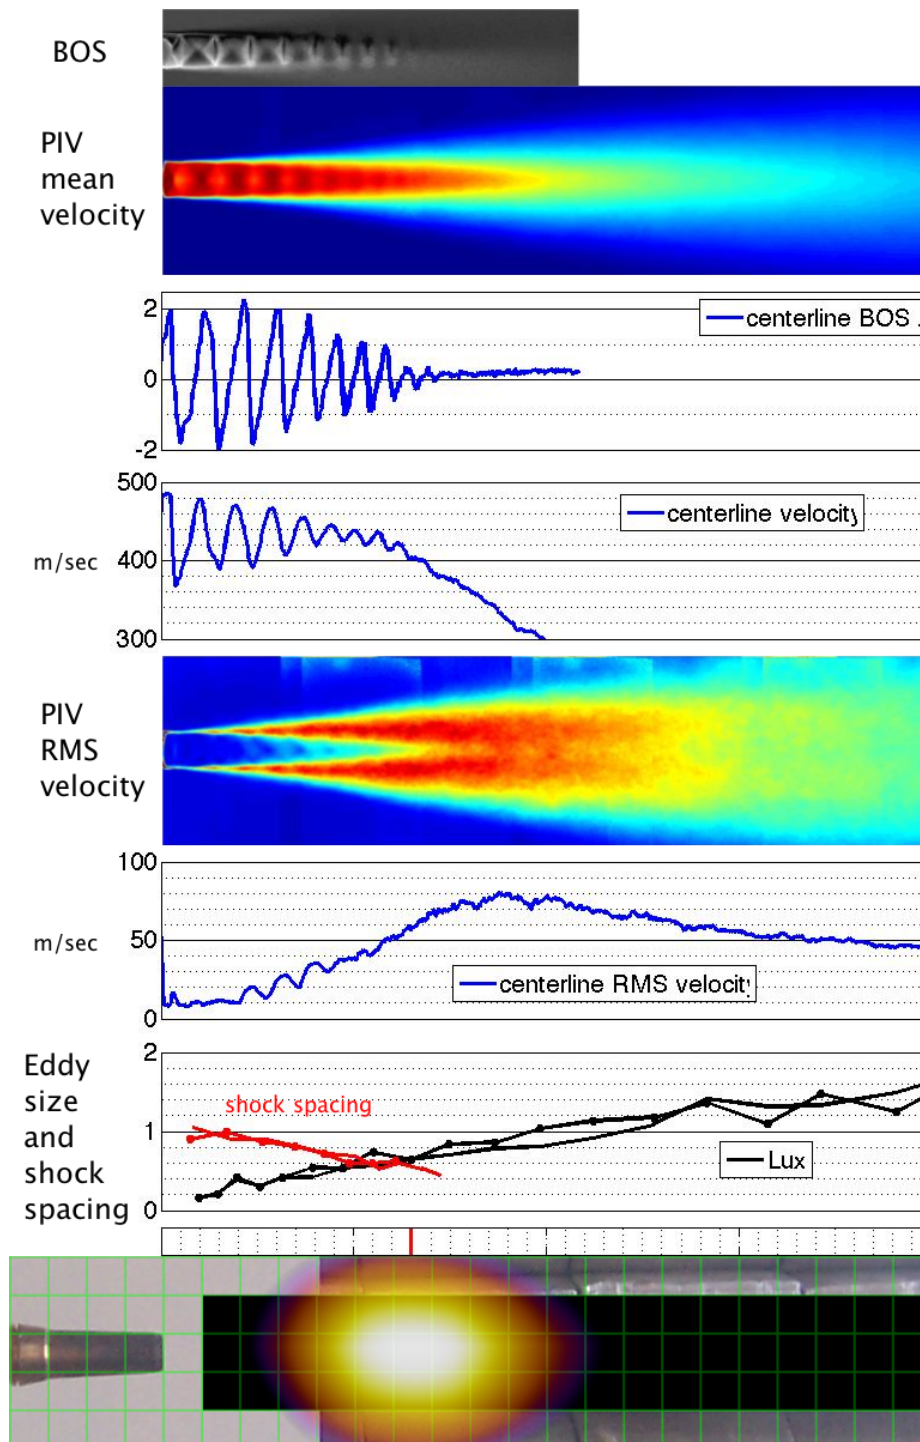 BOS
PIV
mean
velocity
2
0
-2
centerline BOS
500
400
300
m/sec
centerline velocity
PIV
RMS
velocity
100
50
0
m/sec
centerline RMS velocity
Eddy
size
and
shock
spacing
2
1
0
shock spacing
Lux